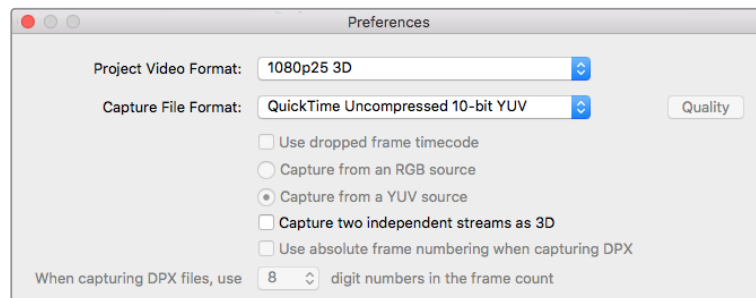 Preferences
Project Video Format: 1080p25 3D
Capture File Format: QuickTime Uncompressed 10-bit YUV Quality
Use dropped frame timecode
Capture from an RGB source
Capture from a YUV source
Capture two independent streams as 3D
Use absolute frame numbering when capturing DPX
When capturing DPX files, use 8 digit numbers in the frame count